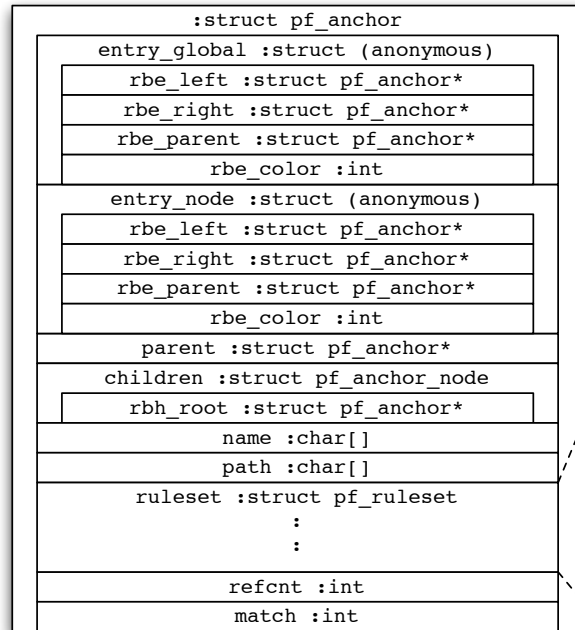 :struct pf_anchor
entry_global :struct (anonymous)
rbe_left :struct pf_anchor*
rbe_right :struct pf_anchor*
rbe_parent :struct pf_anchor*
rbe_color :int
entry_node :struct (anonymous)
rbe_left :struct pf_anchor*
rbe_right :struct pf_anchor*
rbe_parent :struct pf_anchor*
rbe_color :int
parent :struct pf_anchor*
children :struct pf_anchor_node
rbh_root :struct pf_anchor*
name :char[]
path :char[]
ruleset :struct pf_ruleset
:
:
refcnt :int
match :int